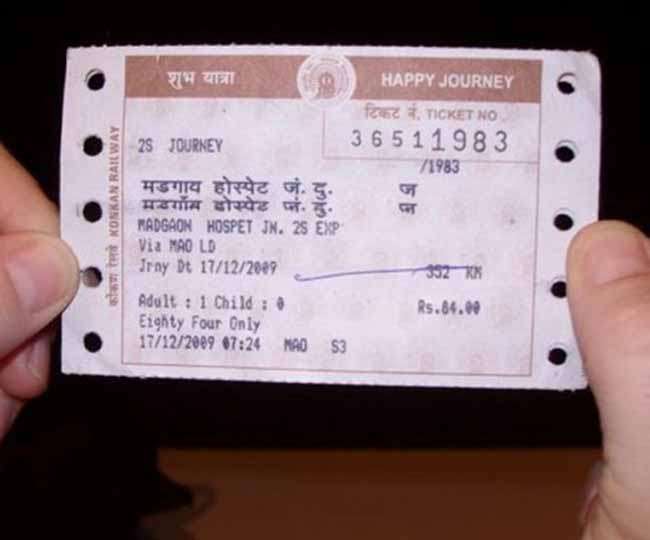 शुभ यात्रा HAPPY JOURNEY
टिकट नं. TICKET NO
36511983
2S JOURNEY
/1983
मडगाव होस्पेट जं. दु. ज
मडगाँव होस्पेट जं. दु. ज
MADGAON HOSPET JN. 2S EXP
Via MAO LD
Jrny Dt 17/12/2009 352 KM
Adult : 1 Child : 0 Rs.84.00
Eighty Four Only
17/12/2009 07:24 MAO S3
कोंकण रेलवे KONKAN RAILWAY